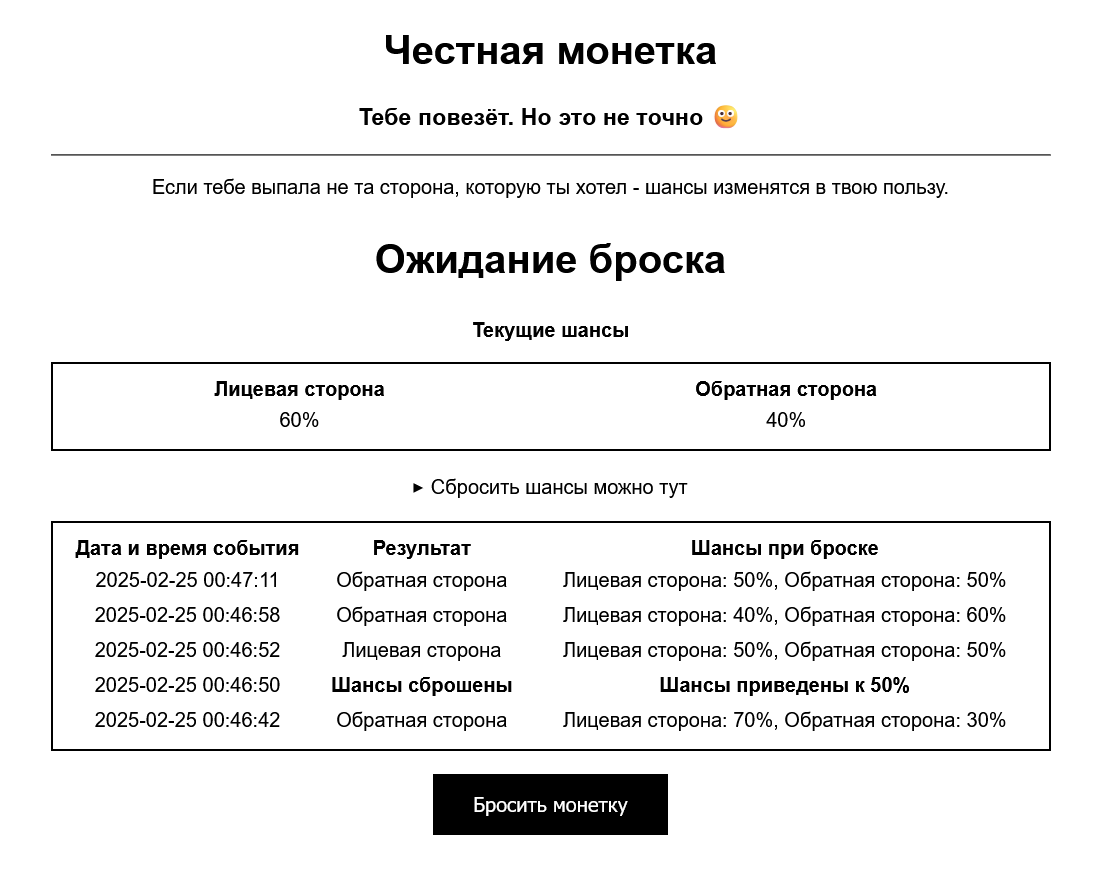 Честная монетка
Тебе повезёт. Но это не точно
Если тебе выпала не та сторона, которую ты хотел - шансы изменятся в твою пользу.
Ожидание броска
Текущие шансы
Лицевая сторона Обратная сторона
60% 40%
► Сбросить шансы можно тут
Дата и время события Результат Шансы при броске
2025-02-25 00:47:11 Обратная сторона Лицевая сторона: 50%, Обратная сторона: 50%
2025-02-25 00:46:58 Обратная сторона Лицевая сторона: 40%, Обратная сторона: 60%
2025-02-25 00:46:52 Лицевая сторона Лицевая сторона: 50%, Обратная сторона: 50%
2025-02-25 00:46:50 Шансы сброшены Шансы приведены к 50%
2025-02-25 00:46:42 Обратная сторона Лицевая сторона: 70%, Обратная сторона: 30%
Бросить монетку